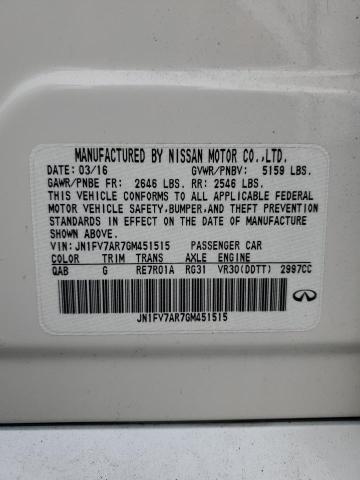 MANUFACTURED BY NISSAN MOTOR CO.,LTD.
DATE: 03/16 GVWR/PNBV: 5159 LBS.
GAWR/PNBE FR: 2646 LBS. RR: 2546 LBS.
THIS VEHICLE CONFORMS TO ALL APPLICABLE FEDERAL
MOTOR VEHICLE SAFETY,BUMPER,AND THEFT PREVENTION
STANDARDS IN EFFECT ON THE DATE OF MANUFACTURE
SHOWN ABOVE.
VIN: JN1FV7AR7GM451515 PASSENGER CAR
COLOR TRIM TRANS AXLE ENGINE
QAB G RE7R01A RG31 VR30(DDTT) 2997CC
JN1FV7AR7GM451515